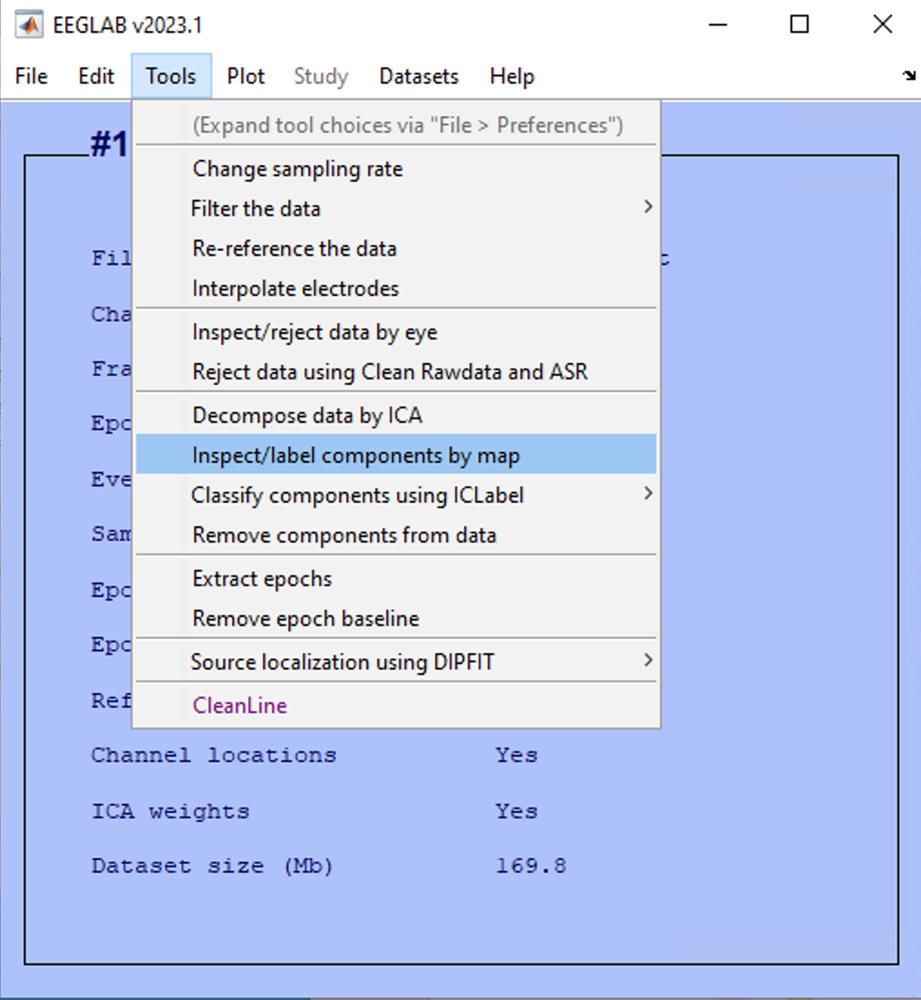 EEGLAB v2023.1
File Edit Tools Plot Study Datasets Help
#1
(Expand tool choices via "File > Preferences")
Change sampling rate
Filter the data
Re-reference the data
Interpolate electrodes
Inspect/reject data by eye
Reject data using Clean Rawdata and ASR
Decompose data by ICA
Inspect/label components by map
Classify components using ICLabel
Remove components from data
Extract epochs
Remove epoch baseline
Source localization using DIPFIT
CleanLine
Fil
Cha
Fra
Epo
Eve
Sam
Epo
Epo
Ref
Channel locations Yes
ICA weights Yes
Dataset size (Mb) 169.8